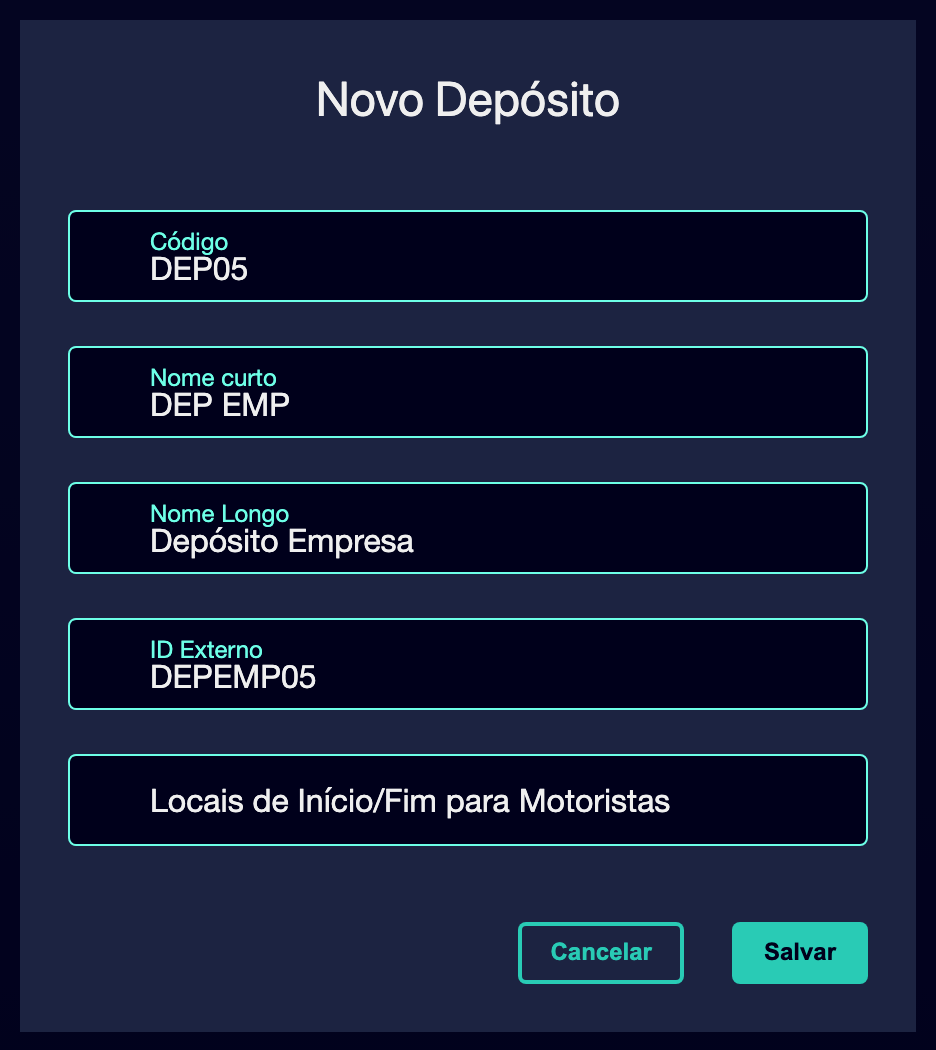 Novo Depósito
Código
DEP05
Nome curto
DEP EMP
Nome Longo
Depósito Empresa
ID Externo
DEPEMP05
Locais de Início/Fim para Motoristas
Cancelar
Salvar